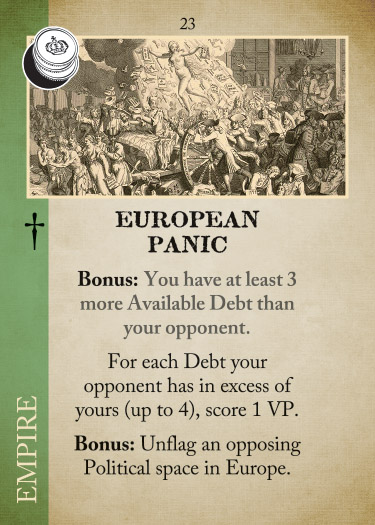 23
†
EUROPEAN
PANIC
Bonus: You have at least 3
more Available Debt than
your opponent.
For each Debt your
opponent has in excess of
yours (up to 4), score 1 VP.
Bonus: Unflag an opposing
Political space in Europe.
EMPIRE